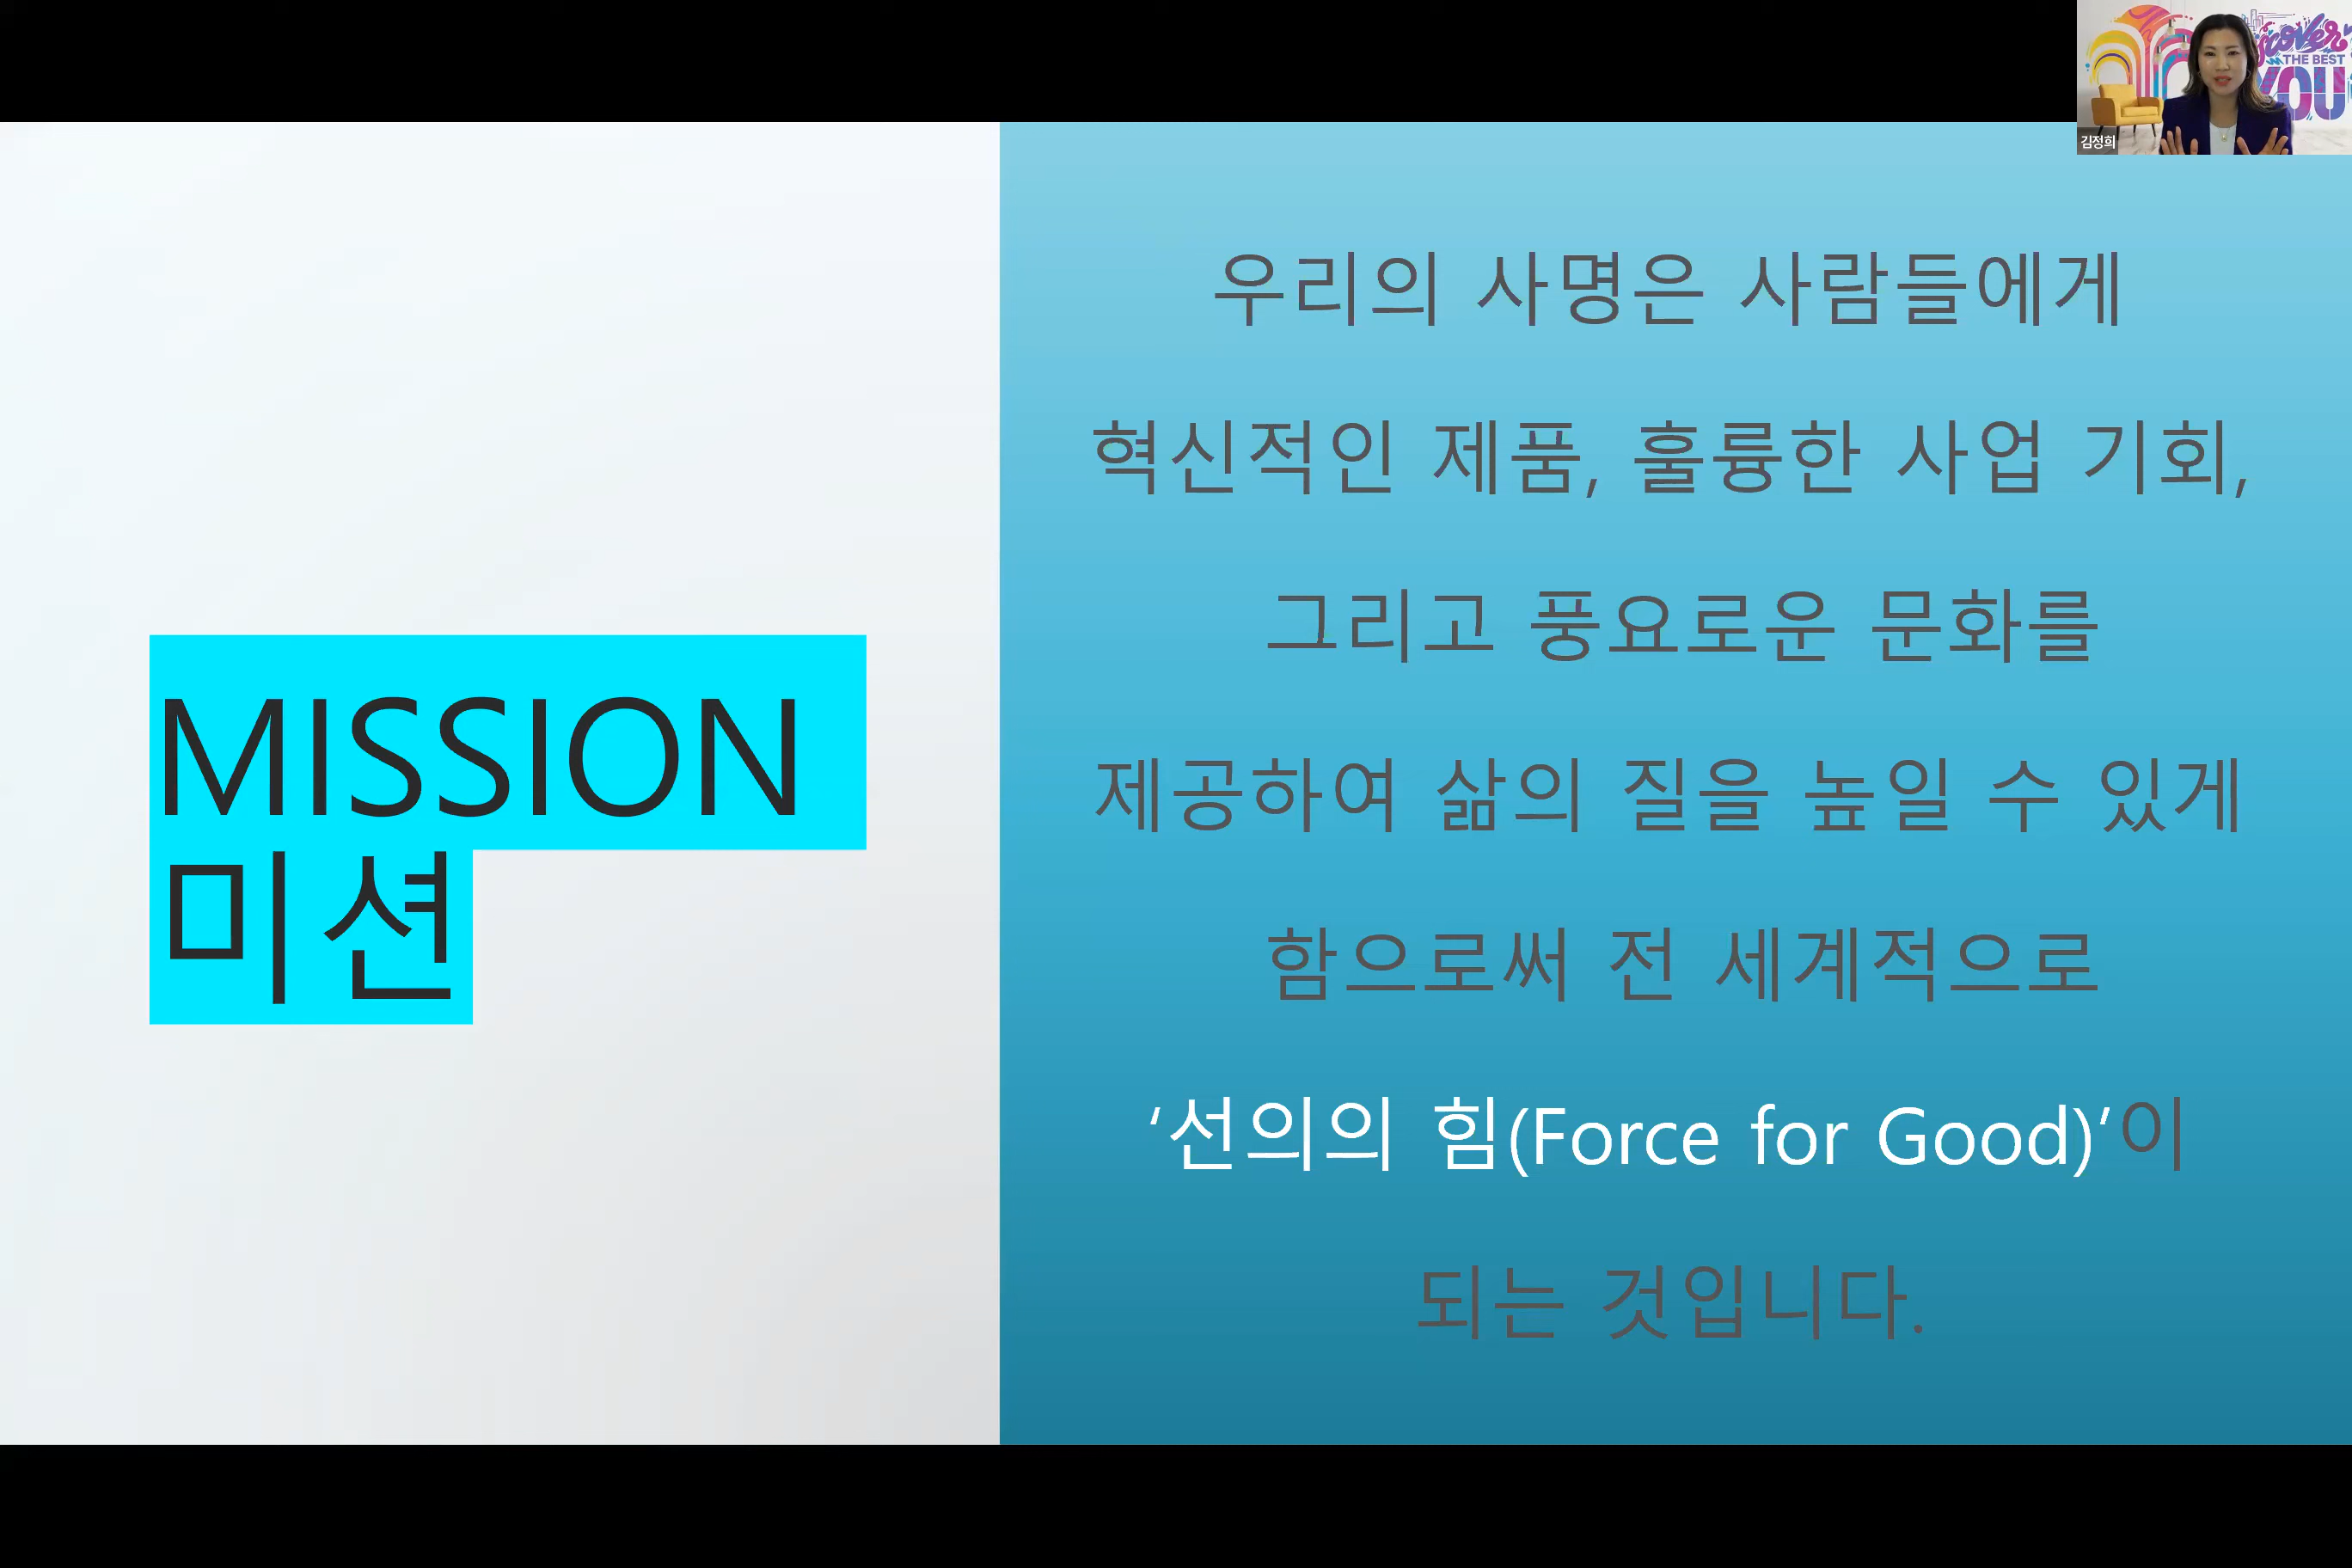 MISSION
미션
우리의 사명은 사람들에게
혁신적인 제품, 훌륭한 사업 기회,
그리고 풍요로운 문화를
제공하여 삶의 질을 높일 수 있게
함으로써 전 세계적으로
‘선의의 힘(Force for Good)‘이
되는 것입니다.
THE BEST
YOU
김정희